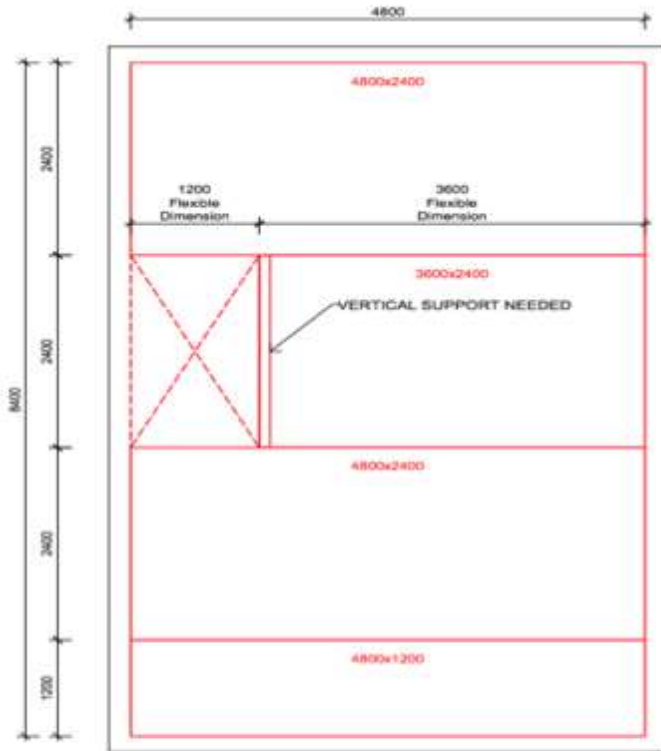 4800
4800x2400
2400
1200
Flexible
Dimension
3600
Flexible
Dimension
3600x2400
VERTICAL SUPPORT NEEDED
2400
8400
4800x2400
2400
4800x1200
1200